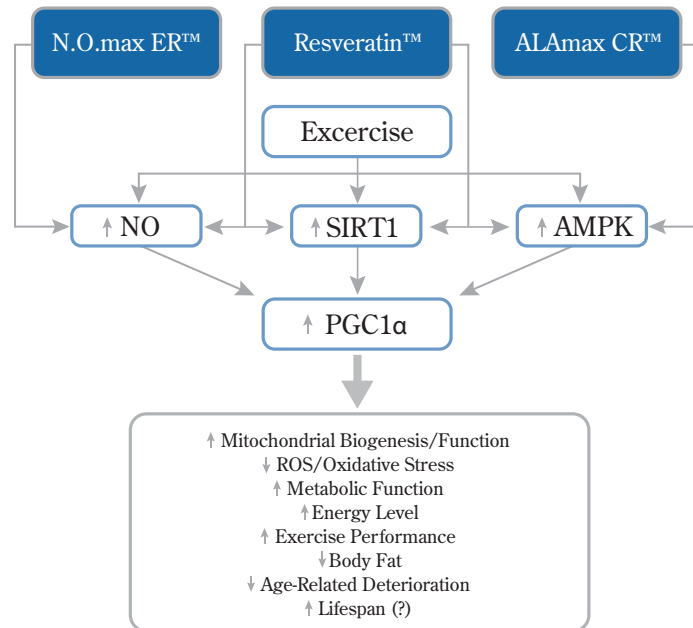 N.O.max ER™
Resveratin™
ALAmax CR™
Excercise
↑ NO
↑ SIRT1
↑ AMPK
↑ PGC1α
↑ Mitochondrial Biogenesis/Function
↓ ROS/Oxidative Stress
↑ Metabolic Function
↑ Energy Level
↑ Exercise Performance
↓ Body Fat
↓ Age-Related Deterioration
↑ Lifespan (?)